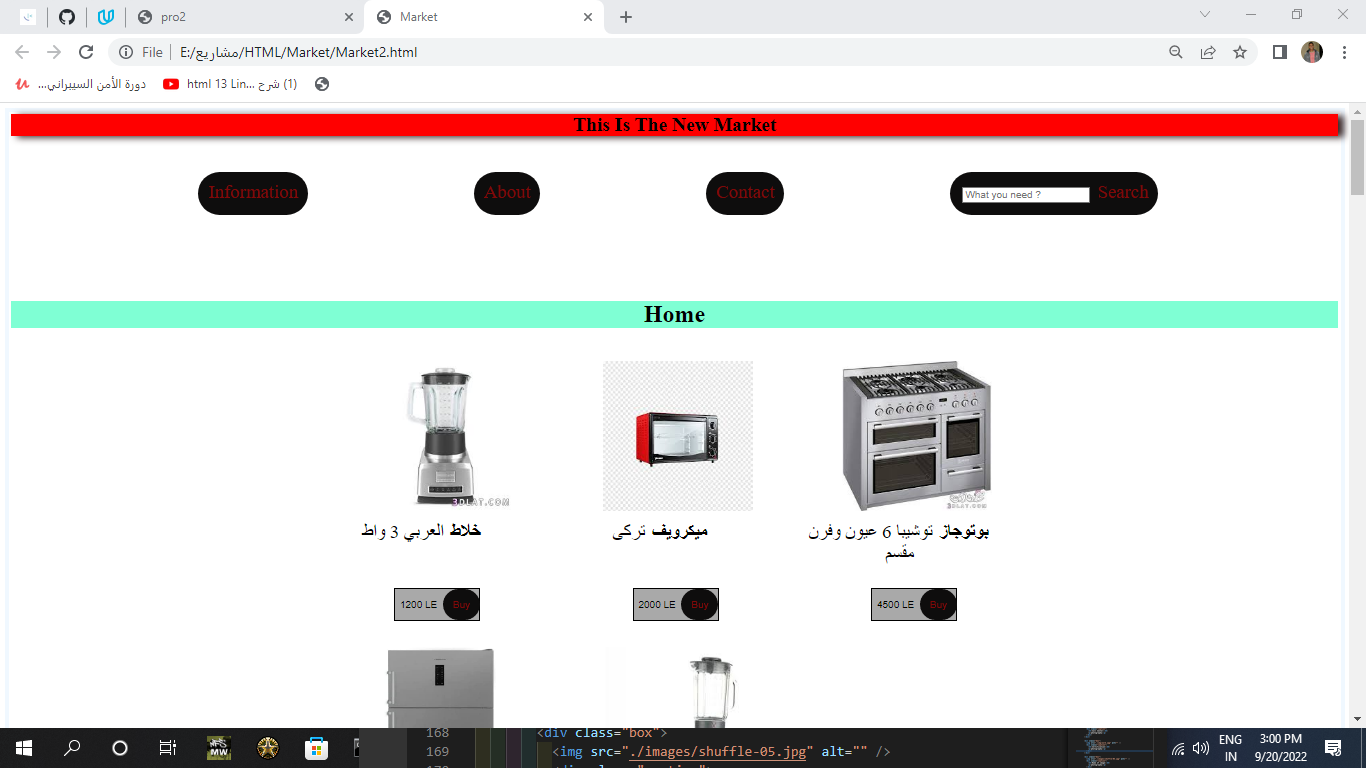 pro2
Market
File E:/مشاريع/HTML/Market/Market2.html
دورة الأمن السيبراني...
html 13 Lin... شرح (1)
This Is The New Market
Information
About
Contact
What you need ?
Search
Home
3DLAT.COM
3DLAT.COM
خلاط العربي 3 واط
ميكرويف تركى
بوتوجاز توشيبا 6 عيون وفرن
مقسم
1200 LE Buy
2000 LE Buy
4500 LE Buy
168 <div class="box">
169 <img src="./images/shuffle-05.jpg" alt="" />
MW
ENG
IN
3:00 PM
9/20/2022